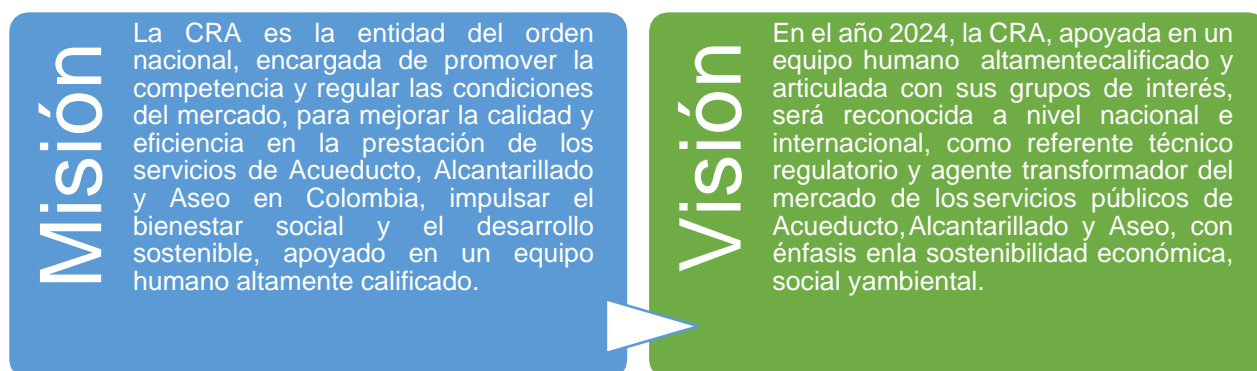 Misión
La CRA es la entidad del orden
nacional, encargada de promover la
competencia y regular las condiciones
del mercado, para mejorar la calidad y
eficiencia en la prestación de los
servicios de Acueducto, Alcantarillado
y Aseo en Colombia, impulsar el
bienestar social y el desarrollo
sostenible, apoyado en un equipo
humano altamente calificado.
Visión
En el año 2024, la CRA, apoyada en un
equipo humano altamentecalificado y
articulada con sus grupos de interés,
será reconocida a nivel nacional e
internacional, como referente técnico
regulatorio y agente transformador del
mercado de los servicios públicos de
Acueducto, Alcantarillado y Aseo, con
énfasis enla sostenibilidad económica,
social yambiental.